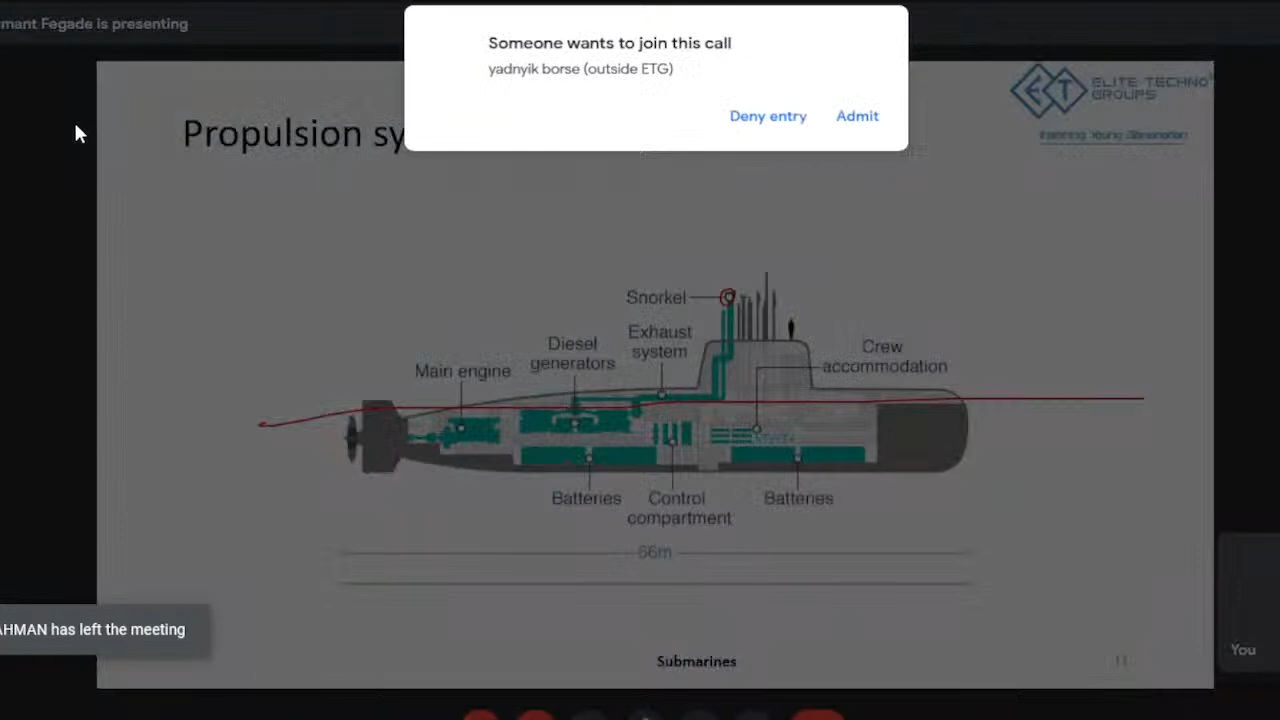 mant Fegade is presenting
Someone wants to join this call
yadnyik borse (outside ETG)
Deny entry Admit
ELITE TECHNO
GROUPS
Propulsion sy
Snorkel
Exhaust
system
Diesel
generators
Main engine
Crew
accommodation
Batteries
Control
compartment
Batteries
66m
AHMAN has left the meeting
You
Submarines
11